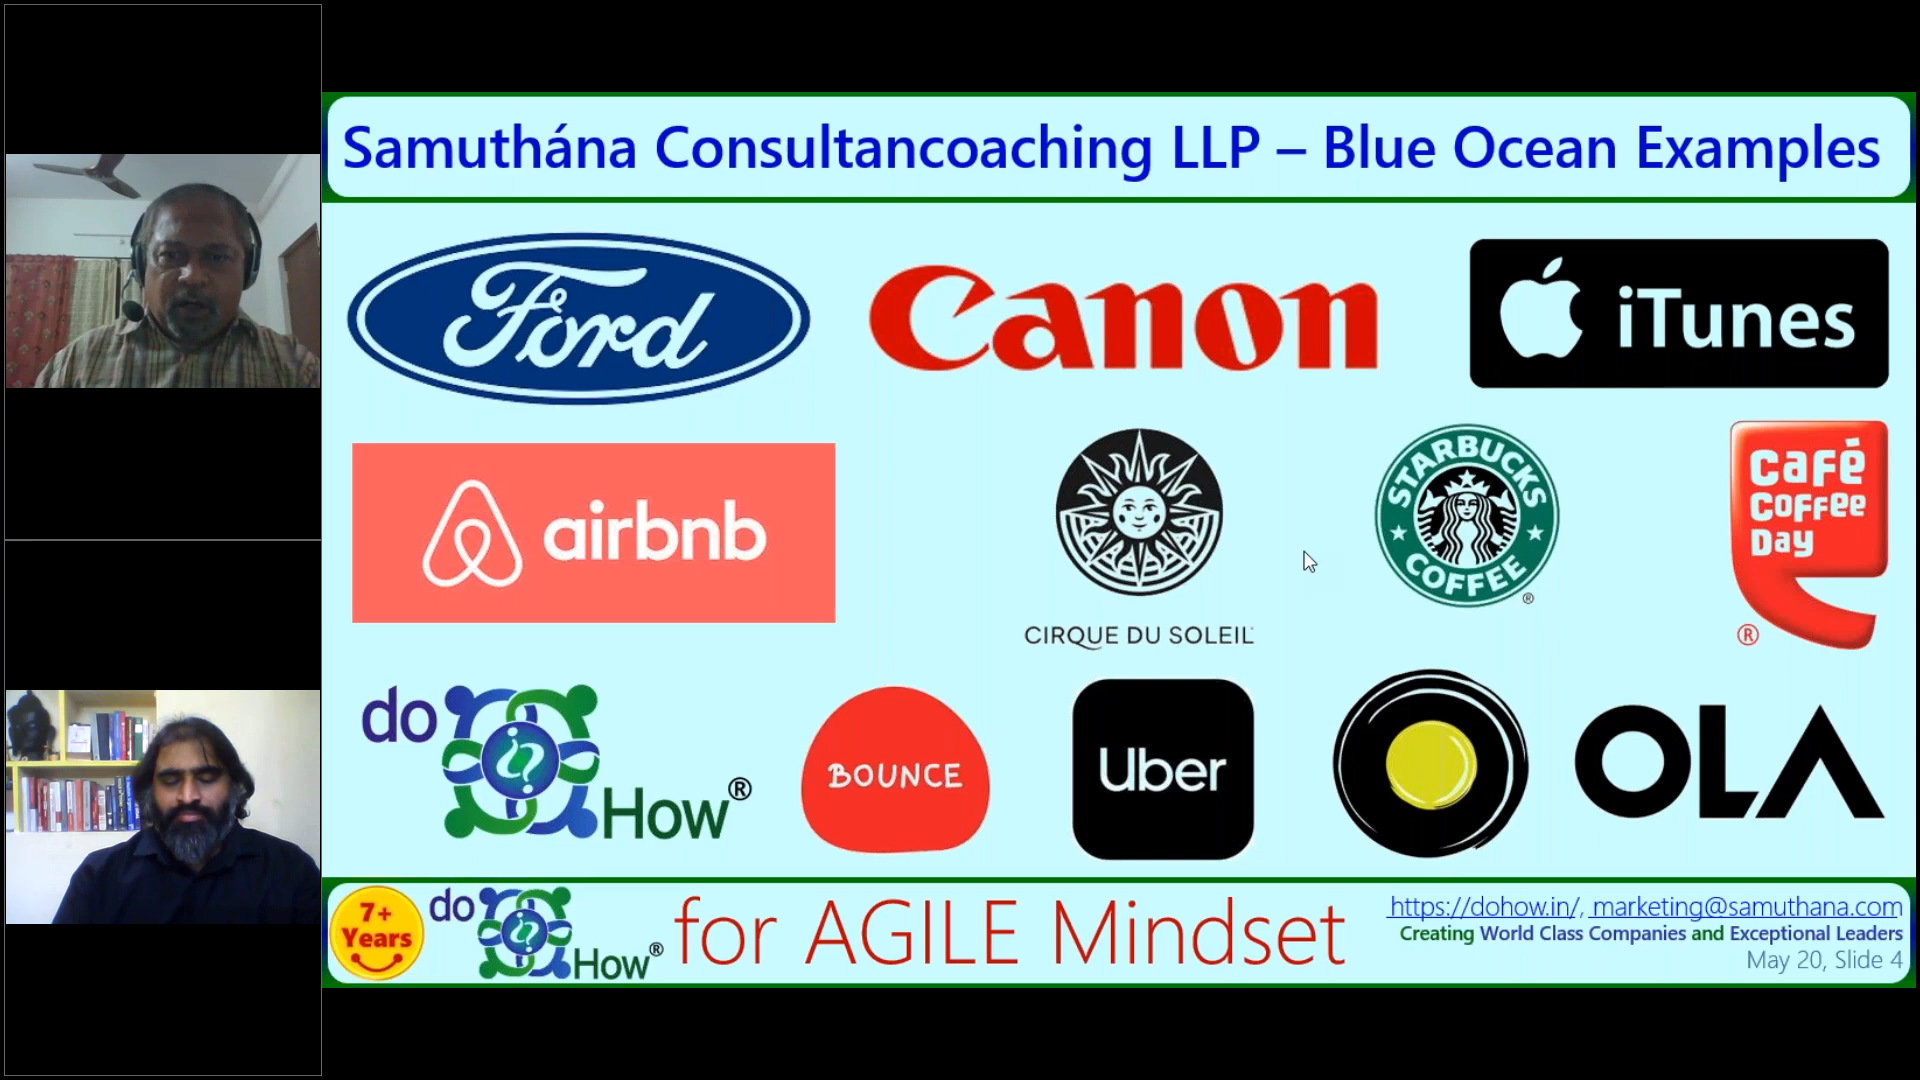 Samuthána Consultancoaching LLP – Blue Ocean Examples
Ford
Canon
iTunes
airbnb
CIRQUE DU SOLEIL
STARBUCKS
COFFEE
®
Café
Coffee
Day
®
do
i?
How®
BOUNCE
Uber
OLA
7+
Years
do
i?
How®
for AGILE Mindset
https://dohow.in/, marketing@samuthana.com
Creating World Class Companies and Exceptional Leaders
May 20, Slide 4